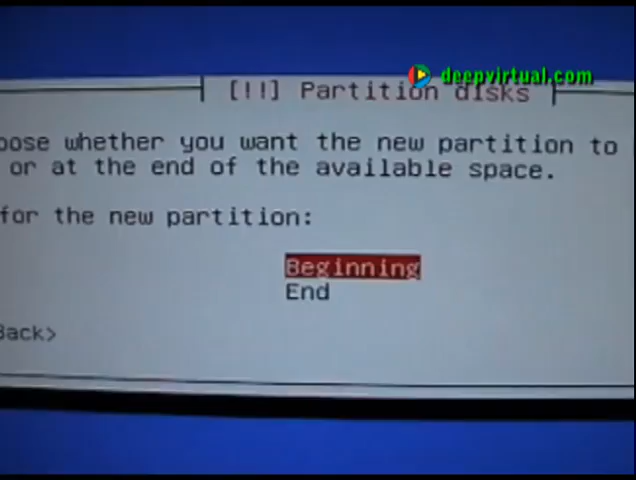 deepvirtual.com
[!!] Partition disks
whether you want the new partition to
or at the end of the available space.
for the new partition:
Beginning
End
Back>